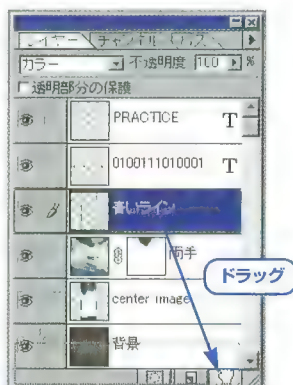 レイヤー チャンネル パス
カラー 不透明度 100 %
透明部分の保護
PRACTICE T
0100111010001 T
青いライン
両手
ドラッグ
center image
背景